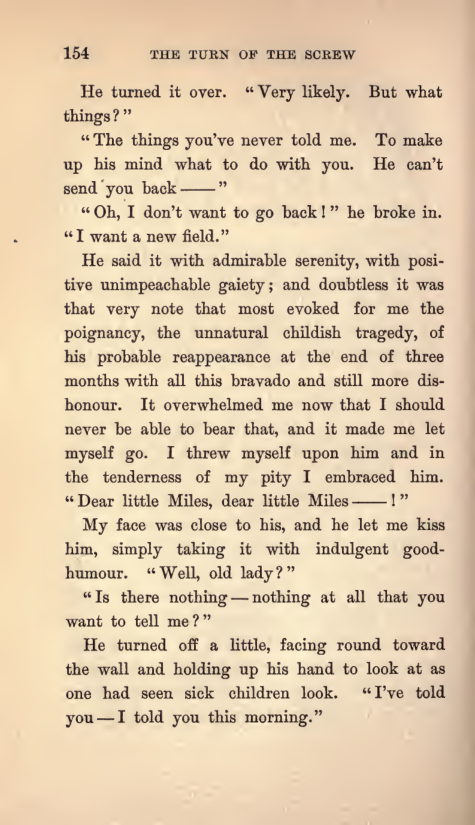 154 THE TURN OF THE SCREW
He turned it over. “Very likely. But what
things?”
“The things you've never told me. To make
up his mind what to do with you. He can't
send you back——”
“Oh, I don't want to go back!” he broke in.
“I want a new field.”
He said it with admirable serenity, with posi-
tive unimpeachable gaiety; and doubtless it was
that very note that most evoked for me the
poignancy, the unnatural childish tragedy, of
his probable reappearance at the end of three
months with all this bravado and still more dis-
honour. It overwhelmed me now that I should
never be able to bear that, and it made me let
myself go. I threw myself upon him and in
the tenderness of my pity I embraced him.
“Dear little Miles, dear little Miles——!”
My face was close to his, and he let me kiss
him, simply taking it with indulgent good-
humour. “Well, old lady?”
“Is there nothing—nothing at all that you
want to tell me?”
He turned off a little, facing round toward
the wall and holding up his hand to look at as
one had seen sick children look. “I've told
you—I told you this morning.”